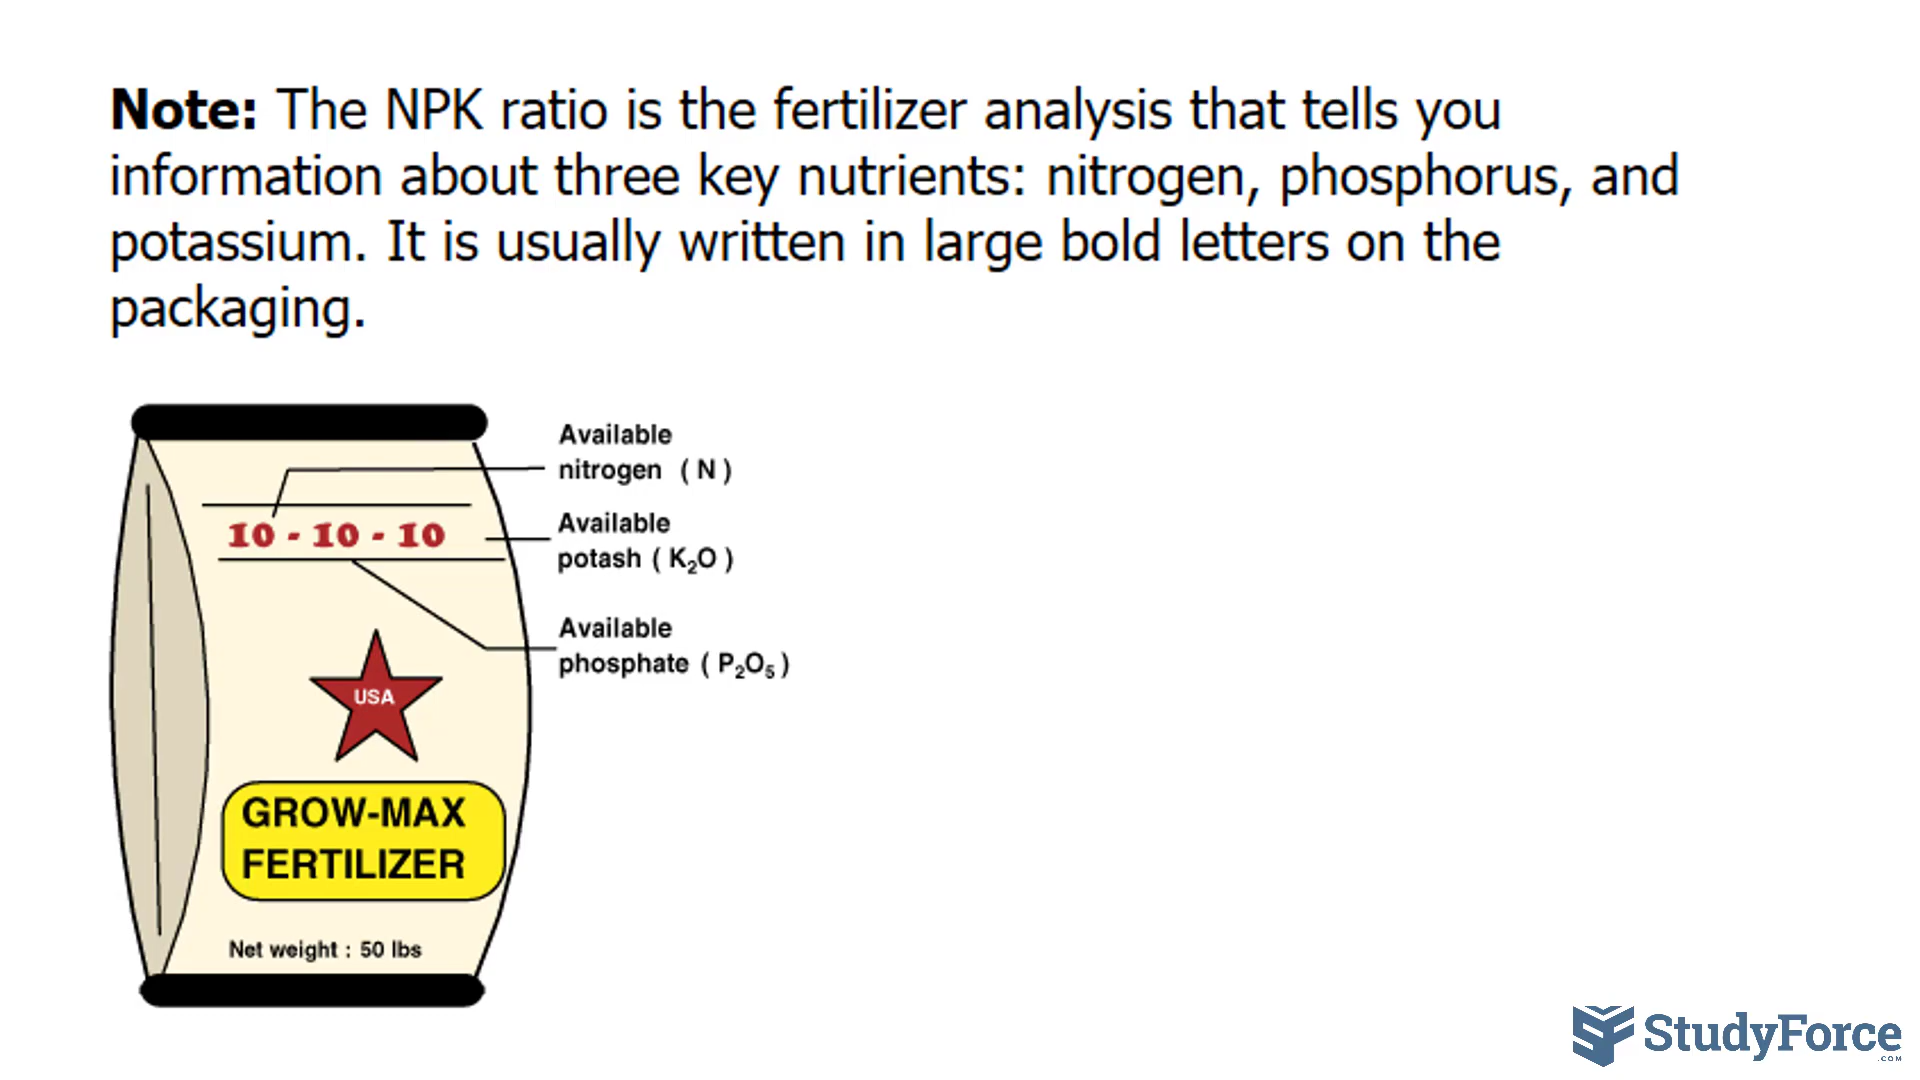 Note: The NPK ratio is the fertilizer analysis that tells you
information about three key nutrients: nitrogen, phosphorus, and
potassium. It is usually written in large bold letters on the
packaging.
Available
nitrogen ( N )
10 - 10 - 10
Available
potash ( K₂O )
Available
phosphate ( P₂O₅ )
USA
GROW-MAX
FERTILIZER
Net weight : 50 lbs
StudyForce
.COM